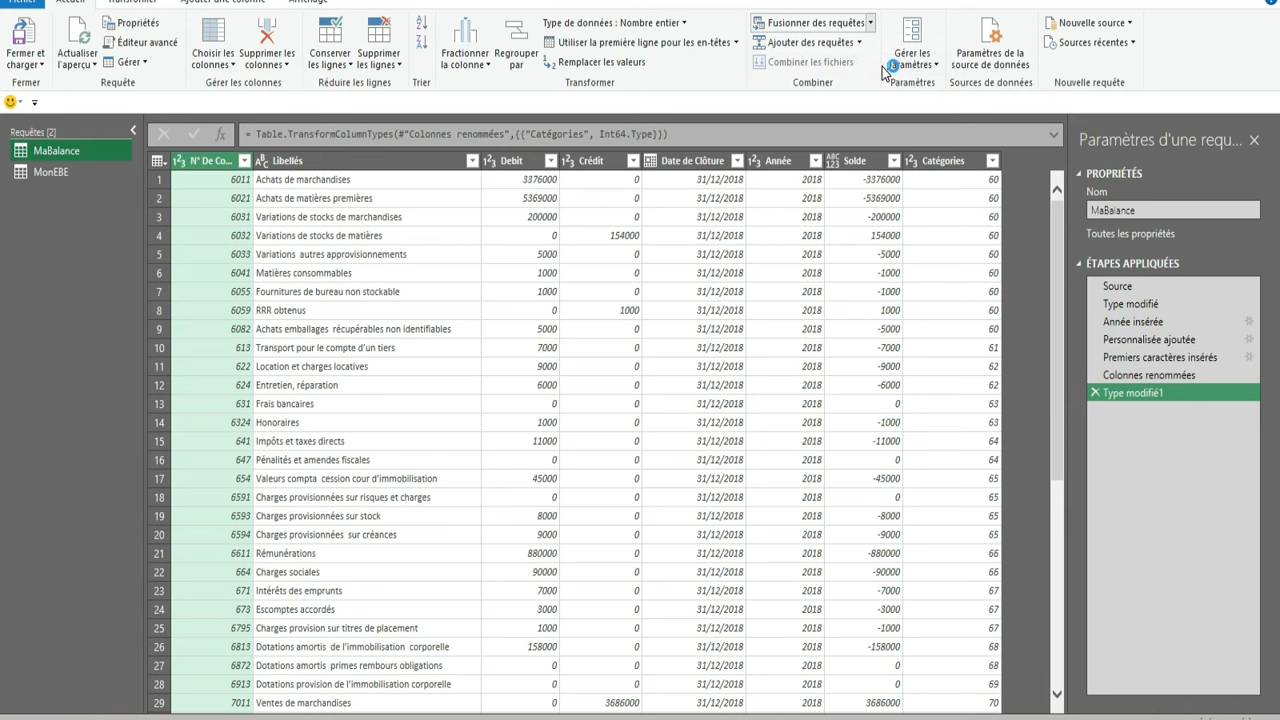 Fichier Accueil Transformer Ajouter une colonne Affichage
Fermer et charger Actualiser l'aperçu Propriétés Éditeur avancé Gérer Choisir les colonnes Supprimer les colonnes Conserver les lignes Supprimer les lignes Fractionner la colonne Regrouper par Type de données : Nombre entier Utiliser la première ligne pour les en-têtes Remplacer les valeurs Fusionner des requêtes Ajouter des requêtes Combiner les fichiers Gérer les paramètres Paramètres de la source de données Nouvelle source Sources récentes
Fermer Requête Gérer les colonnes Réduire les lignes Trier Transformer Combiner Paramètres Sources de données Nouvelle requête
Requêtes [2]
MaBalance
MonEBE
fx = Table.TransformColumnTypes(#"Colonnes renommées",{{"Catégories", Int64.Type}})
N° De Co... Libellés Debit Crédit Date de Clôture Année Solde Catégories
1 6011 Achats de marchandises 3376000 0 31/12/2018 2018 -3376000 60
2 6021 Achats de matières premières 5369000 0 31/12/2018 2018 -5369000 60
3 6031 Variations de stocks de marchandises 200000 0 31/12/2018 2018 -200000 60
4 6032 Variations de stocks de matières 0 154000 31/12/2018 2018 154000 60
5 6033 Variations autres approvisionnements 5000 0 31/12/2018 2018 -5000 60
6 6041 Matières consommables 1000 0 31/12/2018 2018 -1000 60
7 6055 Fournitures de bureau non stockable 1000 0 31/12/2018 2018 -1000 60
8 6059 RRR obtenus 0 1000 31/12/2018 2018 1000 60
9 6082 Achats emballages récupérables non identifiables 5000 0 31/12/2018 2018 -5000 60
10 613 Transport pour le compte d'un tiers 7000 0 31/12/2018 2018 -7000 61
11 622 Location et charges locatives 9000 0 31/12/2018 2018 -9000 62
12 624 Entretien, réparation 6000 0 31/12/2018 2018 -6000 62
13 631 Frais bancaires 0 0 31/12/2018 2018 0 63
14 6324 Honoraires 1000 0 31/12/2018 2018 -1000 63
15 641 Impôts et taxes directs 11000 0 31/12/2018 2018 -11000 64
16 647 Pénalités et amendes fiscales 0 0 31/12/2018 2018 0 64
17 654 Valeurs compta cession cour d'immobilisation 45000 0 31/12/2018 2018 -45000 65
18 6591 Charges provisionnées sur risques et charges 0 0 31/12/2018 2018 0 65
19 6593 Charges provisionnées sur stock 8000 0 31/12/2018 2018 -8000 65
20 6594 Charges provisionnées sur créances 9000 0 31/12/2018 2018 -9000 65
21 6611 Rémunérations 880000 0 31/12/2018 2018 -880000 66
22 664 Charges sociales 90000 0 31/12/2018 2018 -90000 66
23 671 Intérêts des emprunts 7000 0 31/12/2018 2018 -7000 67
24 673 Escomptes accordés 3000 0 31/12/2018 2018 -3000 67
25 6795 Charges provision sur titres de placement 1000 0 31/12/2018 2018 -1000 67
26 6813 Dotations amortis de l'immobilisation corporelle 158000 0 31/12/2018 2018 -158000 68
27 6872 Dotations amortis primes rembours obligations 0 0 31/12/2018 2018 0 68
28 6913 Dotations provision de l'immobilisation corporelle 0 0 31/12/2018 2018 0 69
29 7011 Ventes de marchandises 0 3686000 31/12/2018 2018 3686000 70
Paramètres d'une requ...
PROPRIÉTÉS
Nom
MaBalance
Toutes les propriétés
ÉTAPES APPLIQUÉES
Source
Type modifié
Année insérée
Personnalisée ajoutée
Premiers caractères insérés
Colonnes renommées
Type modifié1